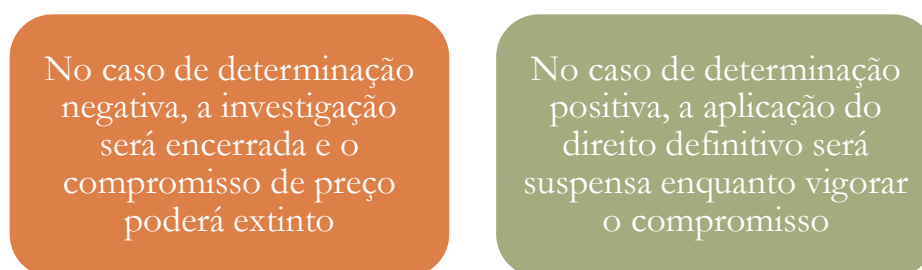 No caso de determinação
negativa, a investigação
será encerrada e o
compromisso de preço
poderá extinto
No caso de determinação
positiva, a aplicação do
direito definitivo será
suspensa enquanto vigorar
o compromisso